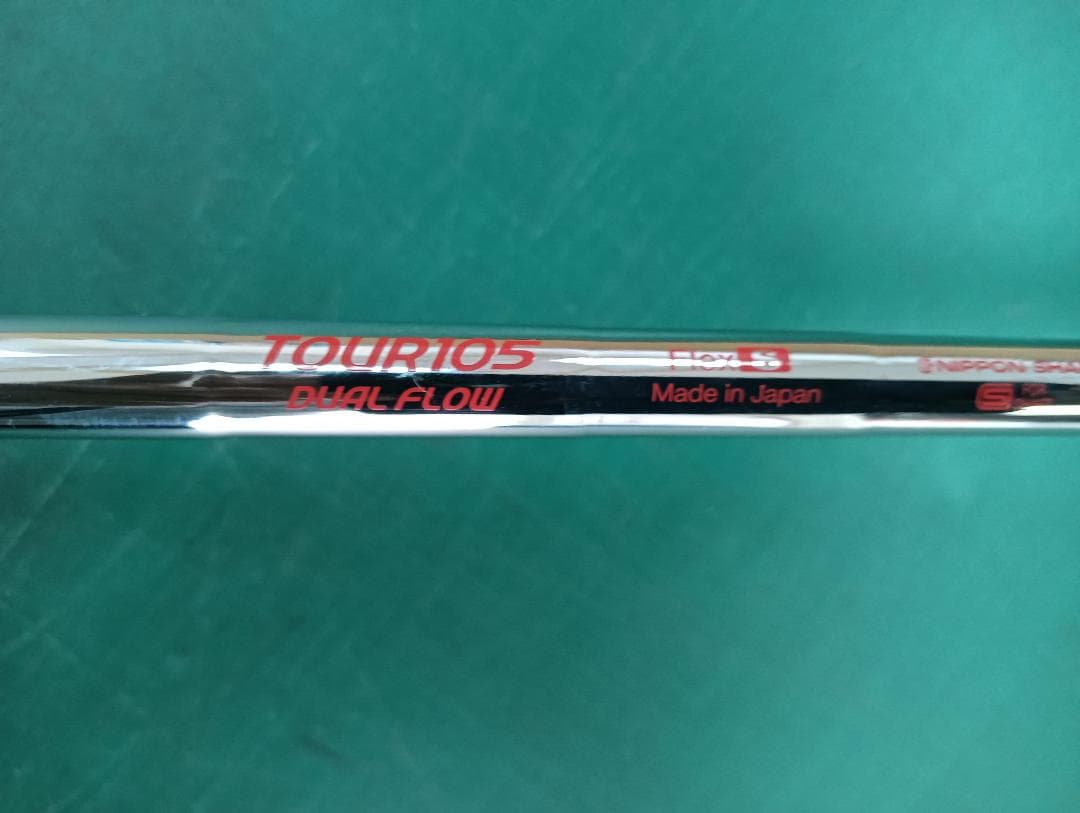 TOUR105 Flex S NIPPON SHA
DUAL FLOW Made in Japan